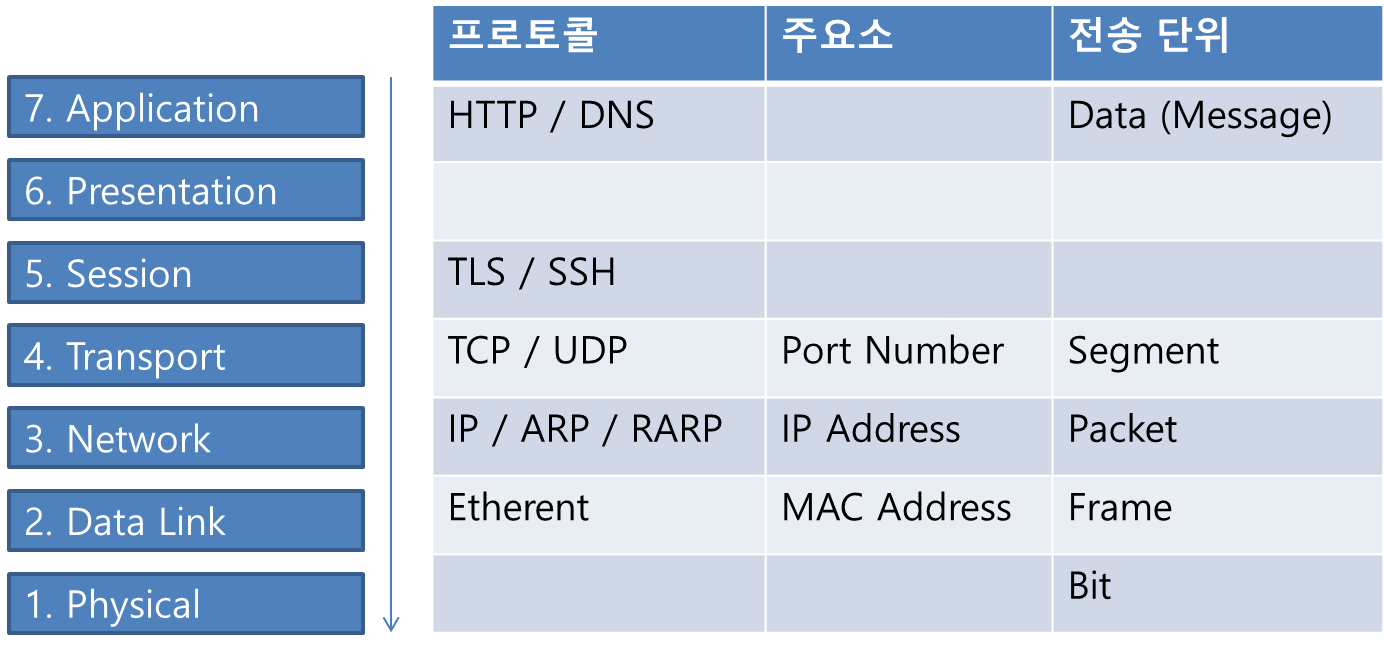 프로토콜 주요소 전송 단위
7. Application HTTP / DNS Data (Message)
6. Presentation
5. Session TLS / SSH
4. Transport TCP / UDP Port Number Segment
3. Network IP / ARP / RARP IP Address Packet
2. Data Link Etherent MAC Address Frame
1. Physical Bit